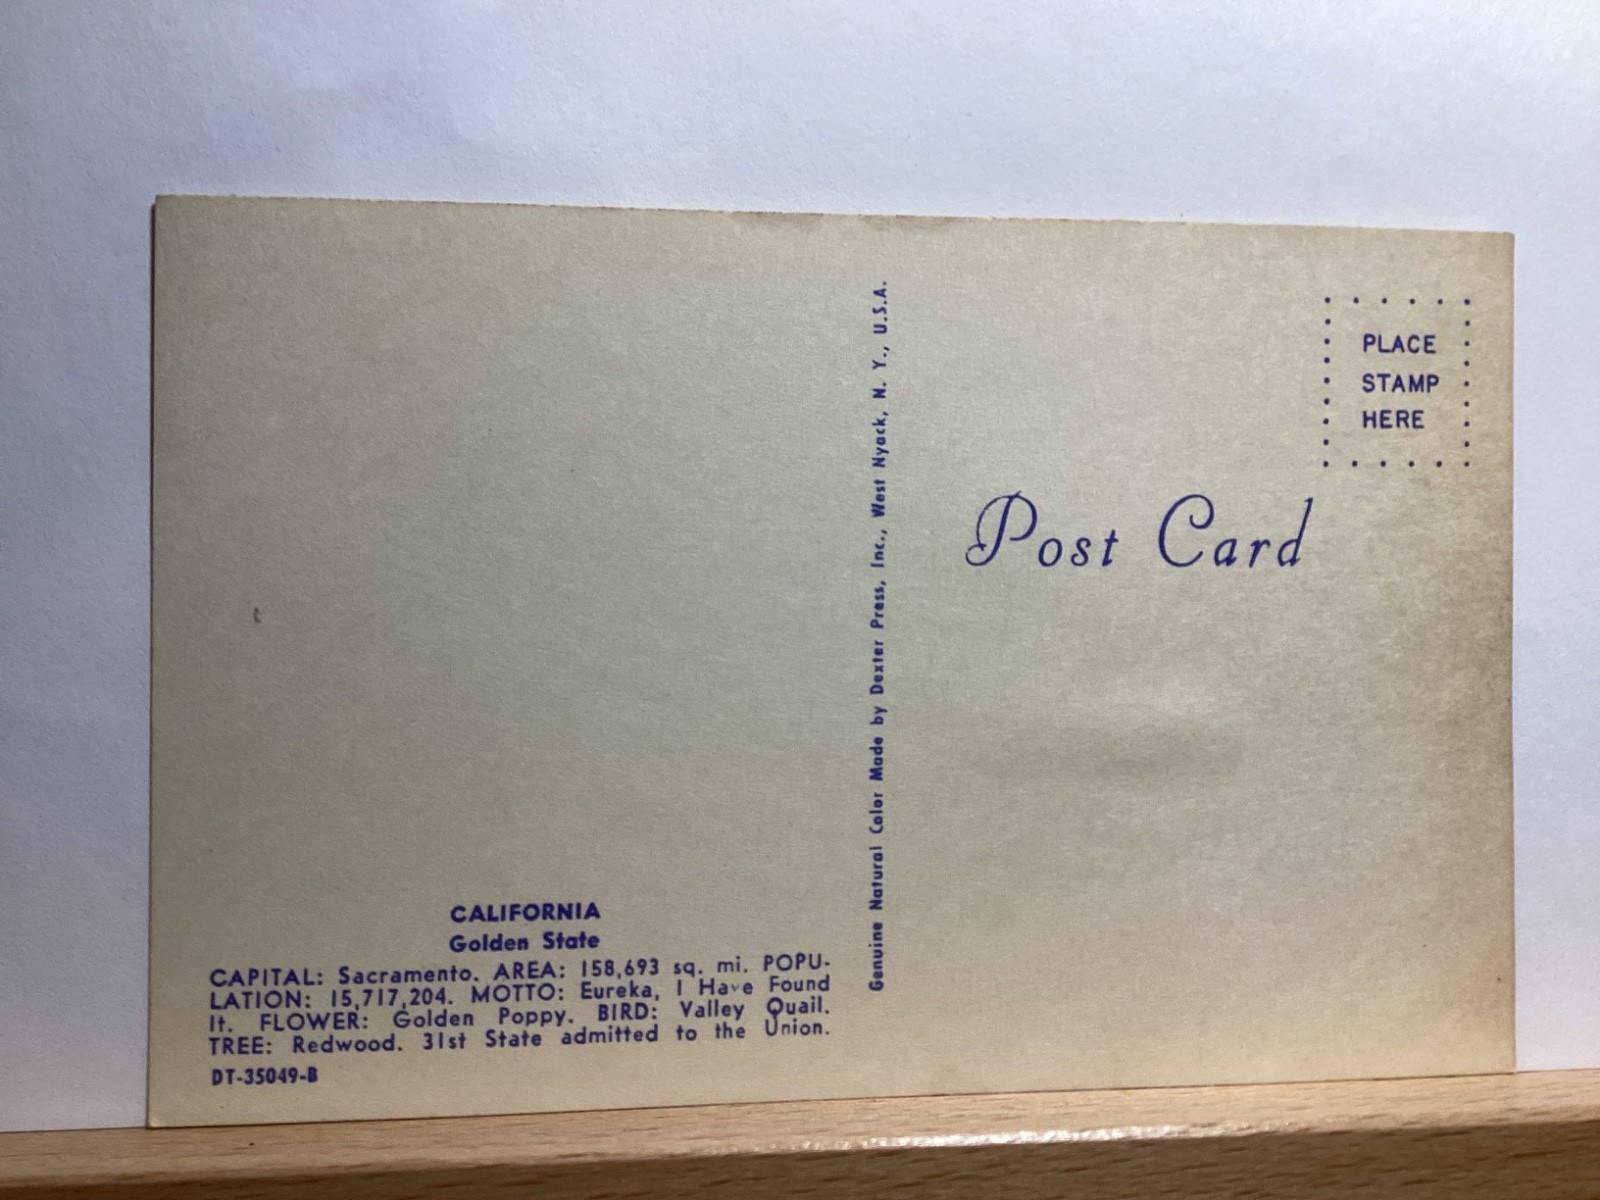 CALIFORNIA
Golden State
CAPITAL: Sacramento. AREA: 158,693 sq. mi. POPU-
LATION: 15,717,204. MOTTO: Eureka, I Have Found
It. FLOWER: Golden Poppy. BIRD: Valley Quail.
TREE: Redwood. 31st State admitted to the Union.
DT-35049-B
Genuine Natural Color Made by Dexter Press, Inc., West Nyack, N. Y., U.S.A.
PLACE
STAMP
HERE
Post Card